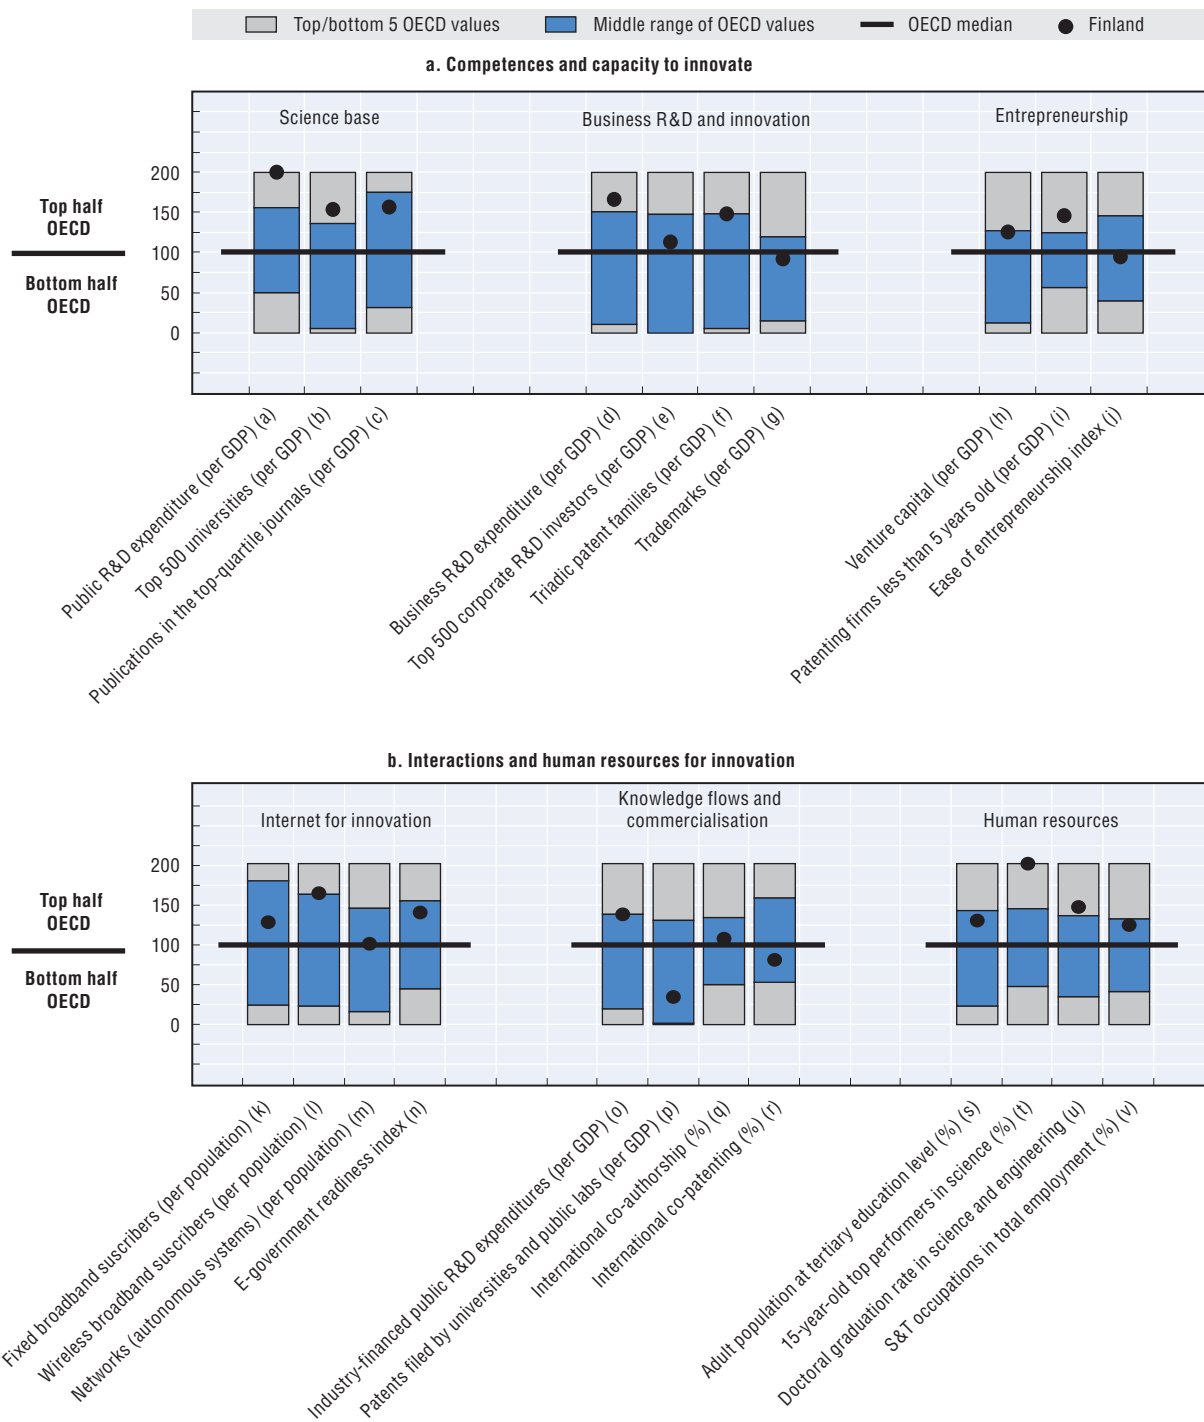 Top/bottom 5 OECD values Middle range of OECD values OECD median Finland
a. Competences and capacity to innovate
Science base Business R&D and innovation Entrepreneurship
200
150
100
50
0
Top half
OECD
Bottom half
OECD
Public R&D expenditure (per GDP) (a)
Top 500 universities (per GDP) (b)
Publications in the top-quartile journals (per GDP) (c)
Business R&D expenditure (per GDP) (d)
Top 500 corporate R&D investors (per GDP) (e)
Triadic patent families (per GDP) (f)
Trademarks (per GDP) (g)
Venture capital (per GDP) (h)
Patenting firms less than 5 years old (per GDP) (i)
Ease of entrepreneurship index (j)
b. Interactions and human resources for innovation
Internet for innovation
Knowledge flows and
commercialisation
Human resources
200
150
100
50
0
Top half
OECD
Bottom half
OECD
Fixed broadband suscribers (per population) (k)
Wireless broadband suscribers (per population) (l)
Networks (autonomous systems) (per population) (m)
E-government readiness index (n)
Industry-financed public R&D expenditures (per GDP) (o)
Patents filed by universities and public labs (per GDP) (p)
International co-authorship (%) (q)
International co-patenting (%) (r)
Adult population at tertiary education level (%) (s)
15-year-old top performers in science (%) (t)
Doctoral graduation rate in science and engineering (u)
S&T occupations in total employment (%) (v)